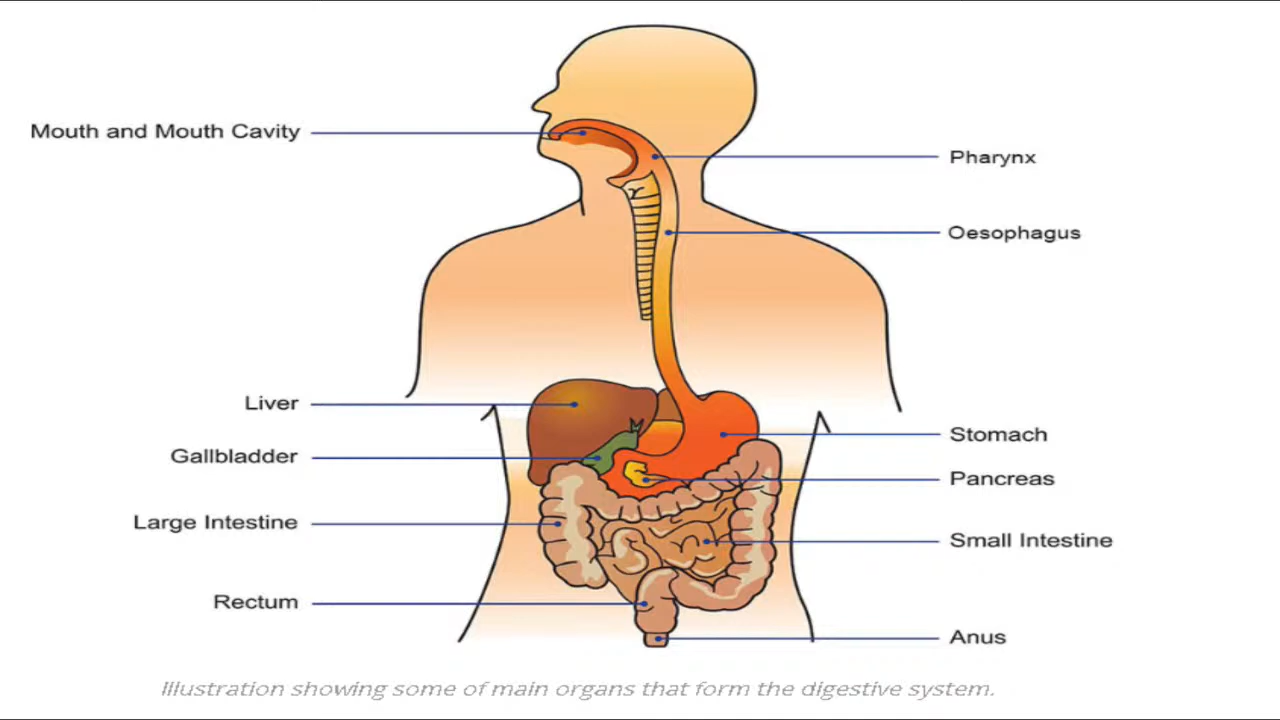 Mouth and Mouth Cavity
Pharynx
Oesophagus
Liver
Stomach
Gallbladder
Pancreas
Large Intestine
Small Intestine
Rectum
Anus
Illustration showing some of main organs that form the digestive system.